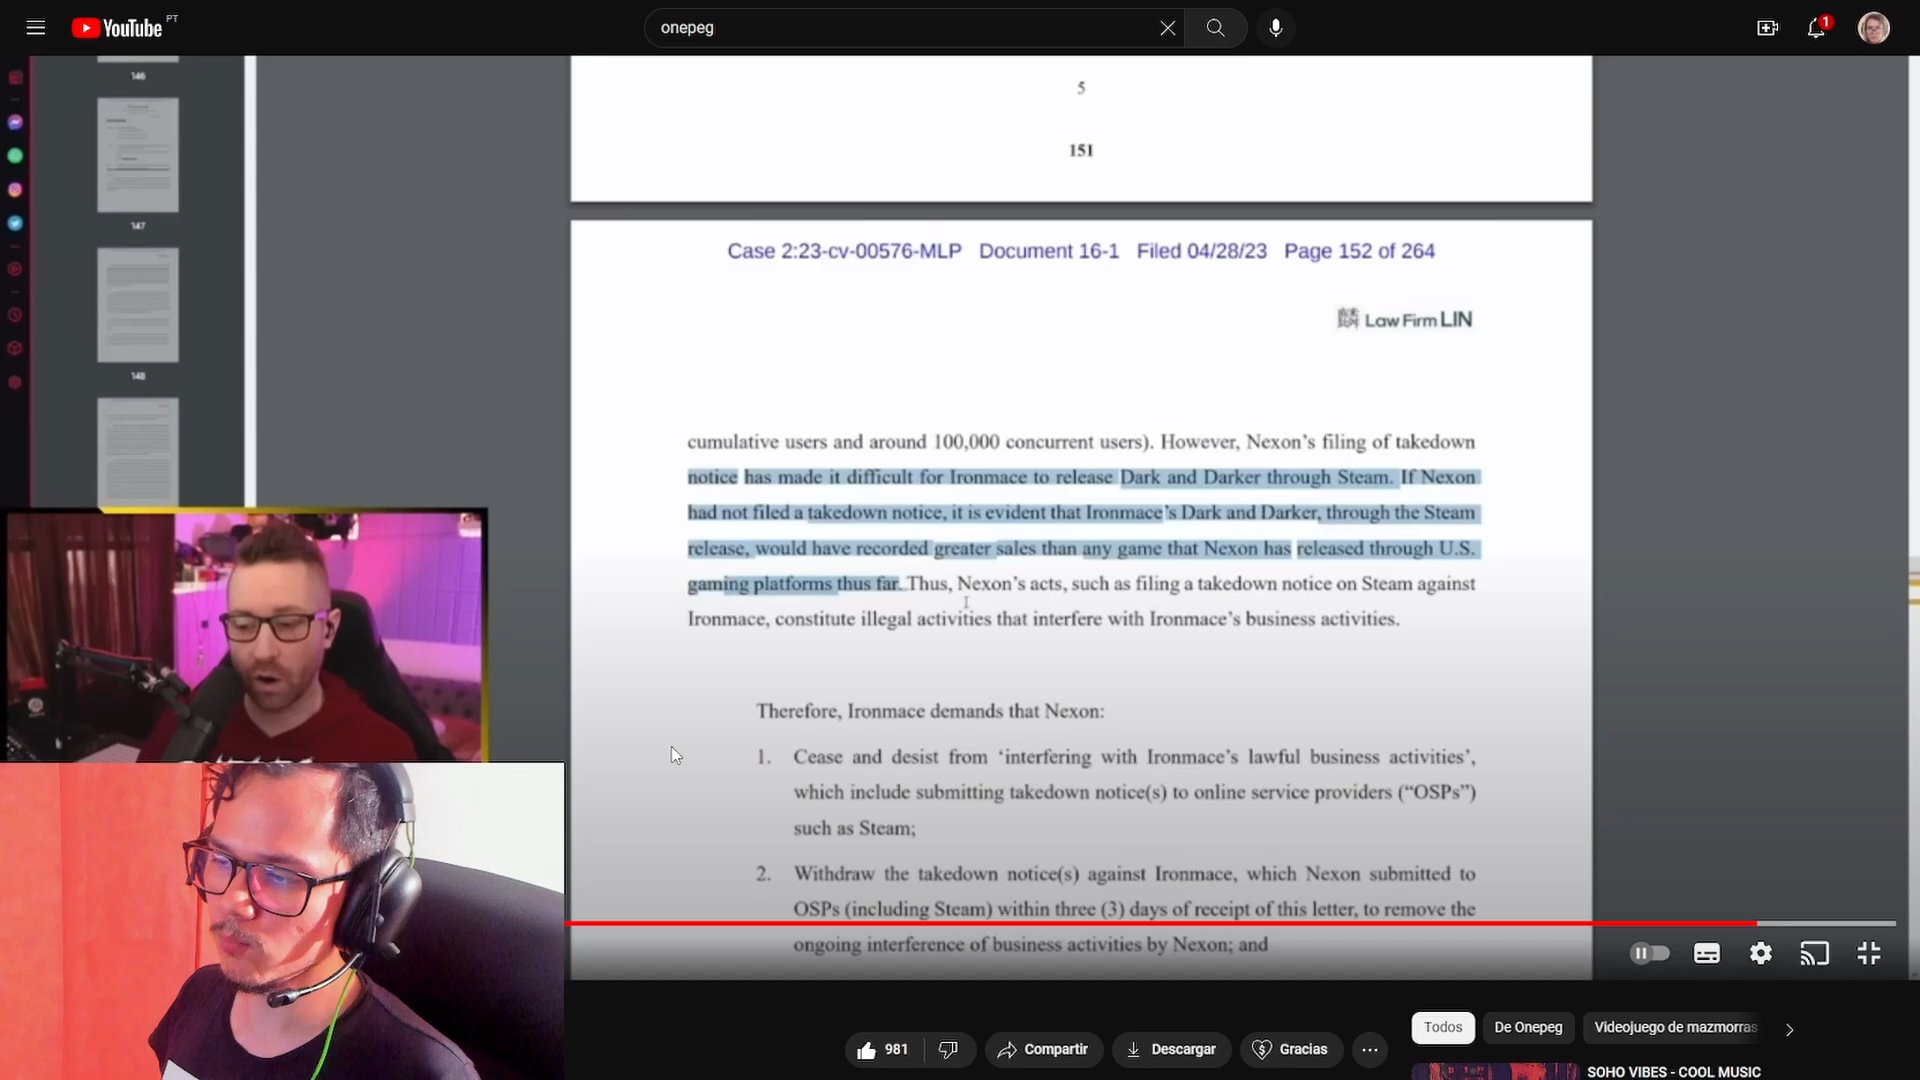 YouTube PT
onepeg
1
146
147
148
5
151
Case 2:23-cv-00576-MLP Document 16-1 Filed 04/28/23 Page 152 of 264
Law Firm LIN
cumulative users and around 100,000 concurrent users). However, Nexon's filing of takedown
notice has made it difficult for Ironmace to release Dark and Darker through Steam. If Nexon
had not filed a takedown notice, it is evident that Ironmace's Dark and Darker, through the Steam
release, would have recorded greater sales than any game that Nexon has released through U.S.
gaming platforms thus far. Thus, Nexon's acts, such as filing a takedown notice on Steam against
Ironmace, constitute illegal activities that interfere with Ironmace's business activities.
Therefore, Ironmace demands that Nexon:
1. Cease and desist from ‘interfering with Ironmace's lawful business activities’,
which include submitting takedown notice(s) to online service providers (“OSPs”)
such as Steam;
2. Withdraw the takedown notice(s) against Ironmace, which Nexon submitted to
OSPs (including Steam) within three (3) days of receipt of this letter, to remove the
ongoing interference of business activities by Nexon; and
981
Compartir
Descargar
Gracias
Todos
De Onepeg
Videojuego de mazmorras
SOHO VIBES - COOL MUSIC